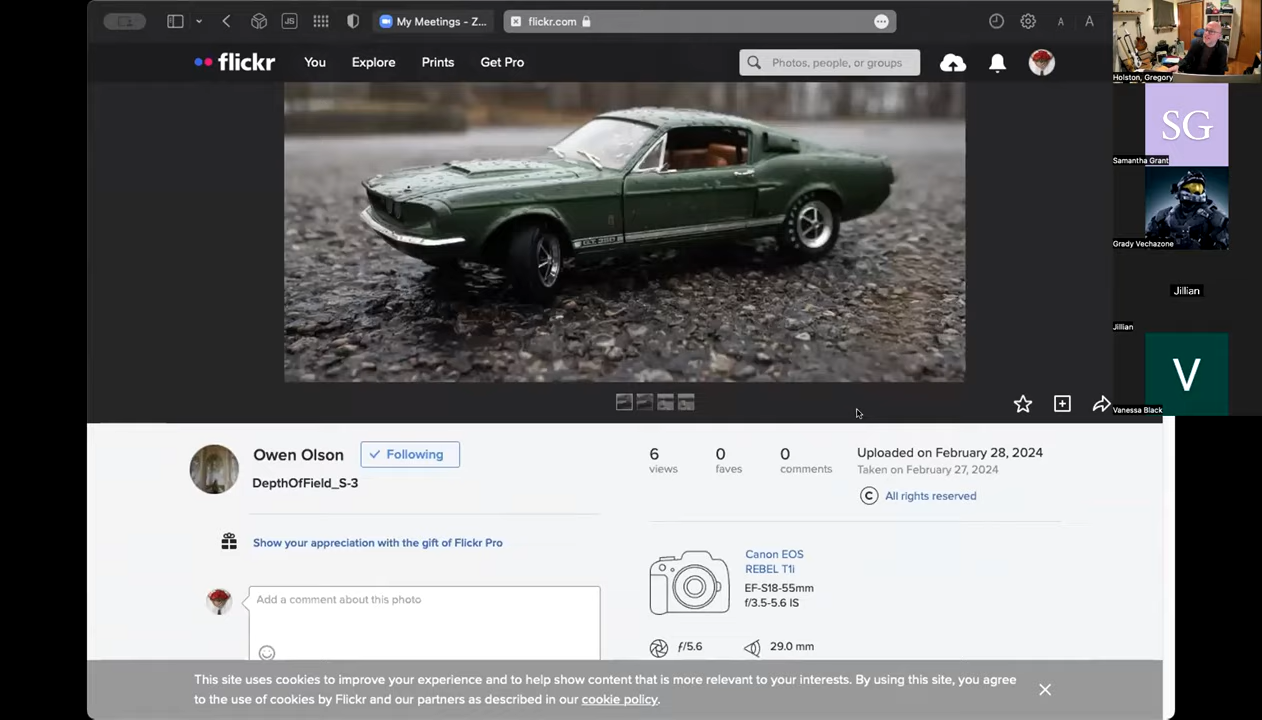 My Meetings - Z...
flickr.com
A A
flickr
You
Explore
Prints
Get Pro
Photos, people, or groups
Holston, Gregory
SG
Samantha Grant
Grady Vechazone
Jillian
Jillian
V
Vanessa Black
GT 350
Owen Olson
Following
DepthOfField_S-3
6
views
0
faves
0
comments
Uploaded on February 28, 2024
Taken on February 27, 2024
All rights reserved
Show your appreciation with the gift of Flickr Pro
Add a comment about this photo
Canon EOS
REBEL T1i
EF-S18-55mm
f/3.5-5.6 IS
ƒ/5.6
29.0 mm
This site uses cookies to improve your experience and to help show content that is more relevant to your interests. By using this site, you agree
to the use of cookies by Flickr and our partners as described in our cookie policy.
JS
C